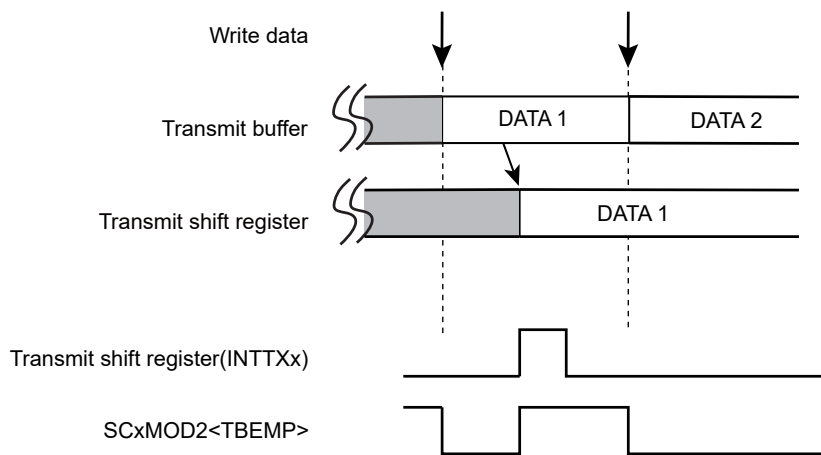 Write data
Transmit buffer
DATA 1
DATA 2
Transmit shift register
DATA 1
Transmit shift register(INTTXx)
SCxMOD2<TBEMP>